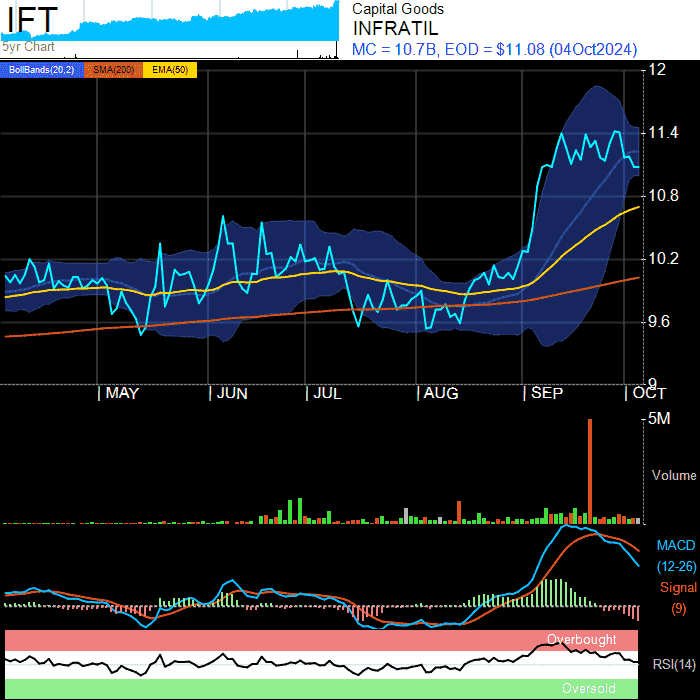 IFT
5yr Chart
Capital Goods
INFRATIL
MC = 10.7B, EOD = $11.08 (04Oct2024)
BollBands(20,2) SMA(200) EMA(50)
12
11.4
10.8
10.2
9.6
9
MAY JUN JUL AUG SEP OCT
5M
Volume
MACD
(12-26)
Signal
(9)
Overbought
RSI(14)
Oversold